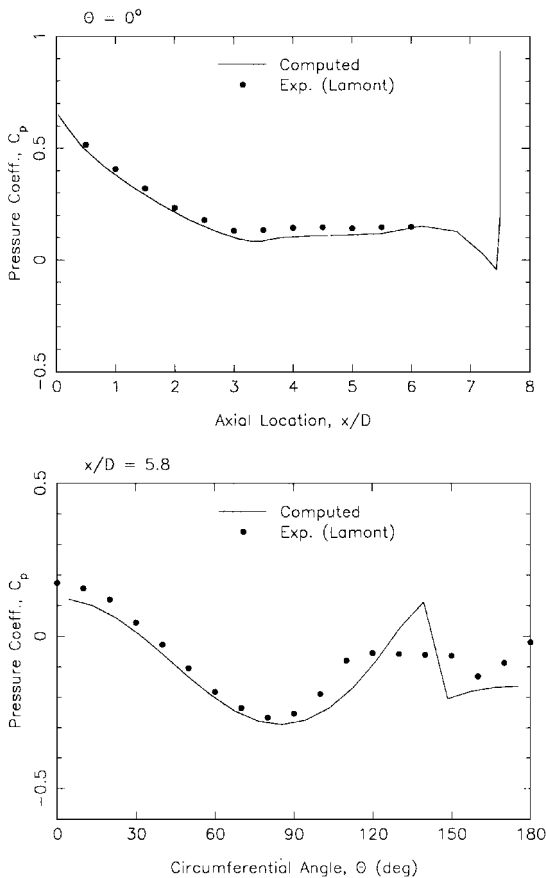 Θ = 0°
Computed
Exp. (Lamont)
Pressure Coeff., Cp
1
0.5
0
-0.5
0 1 2 3 4 5 6 7 8
Axial Location, x/D
x/D = 5.8
Computed
Exp. (Lamont)
Pressure Coeff., Cp
0.5
0
-0.5
0 30 60 90 120 150 180
Circumferential Angle, Θ (deg)